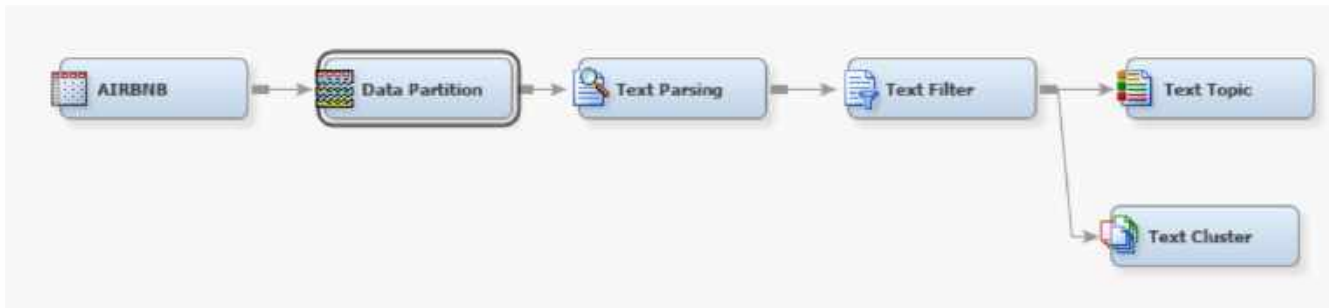 AIRBNB
Data Partition
Text Parsing
Text Filter
Text Topic
Text Cluster